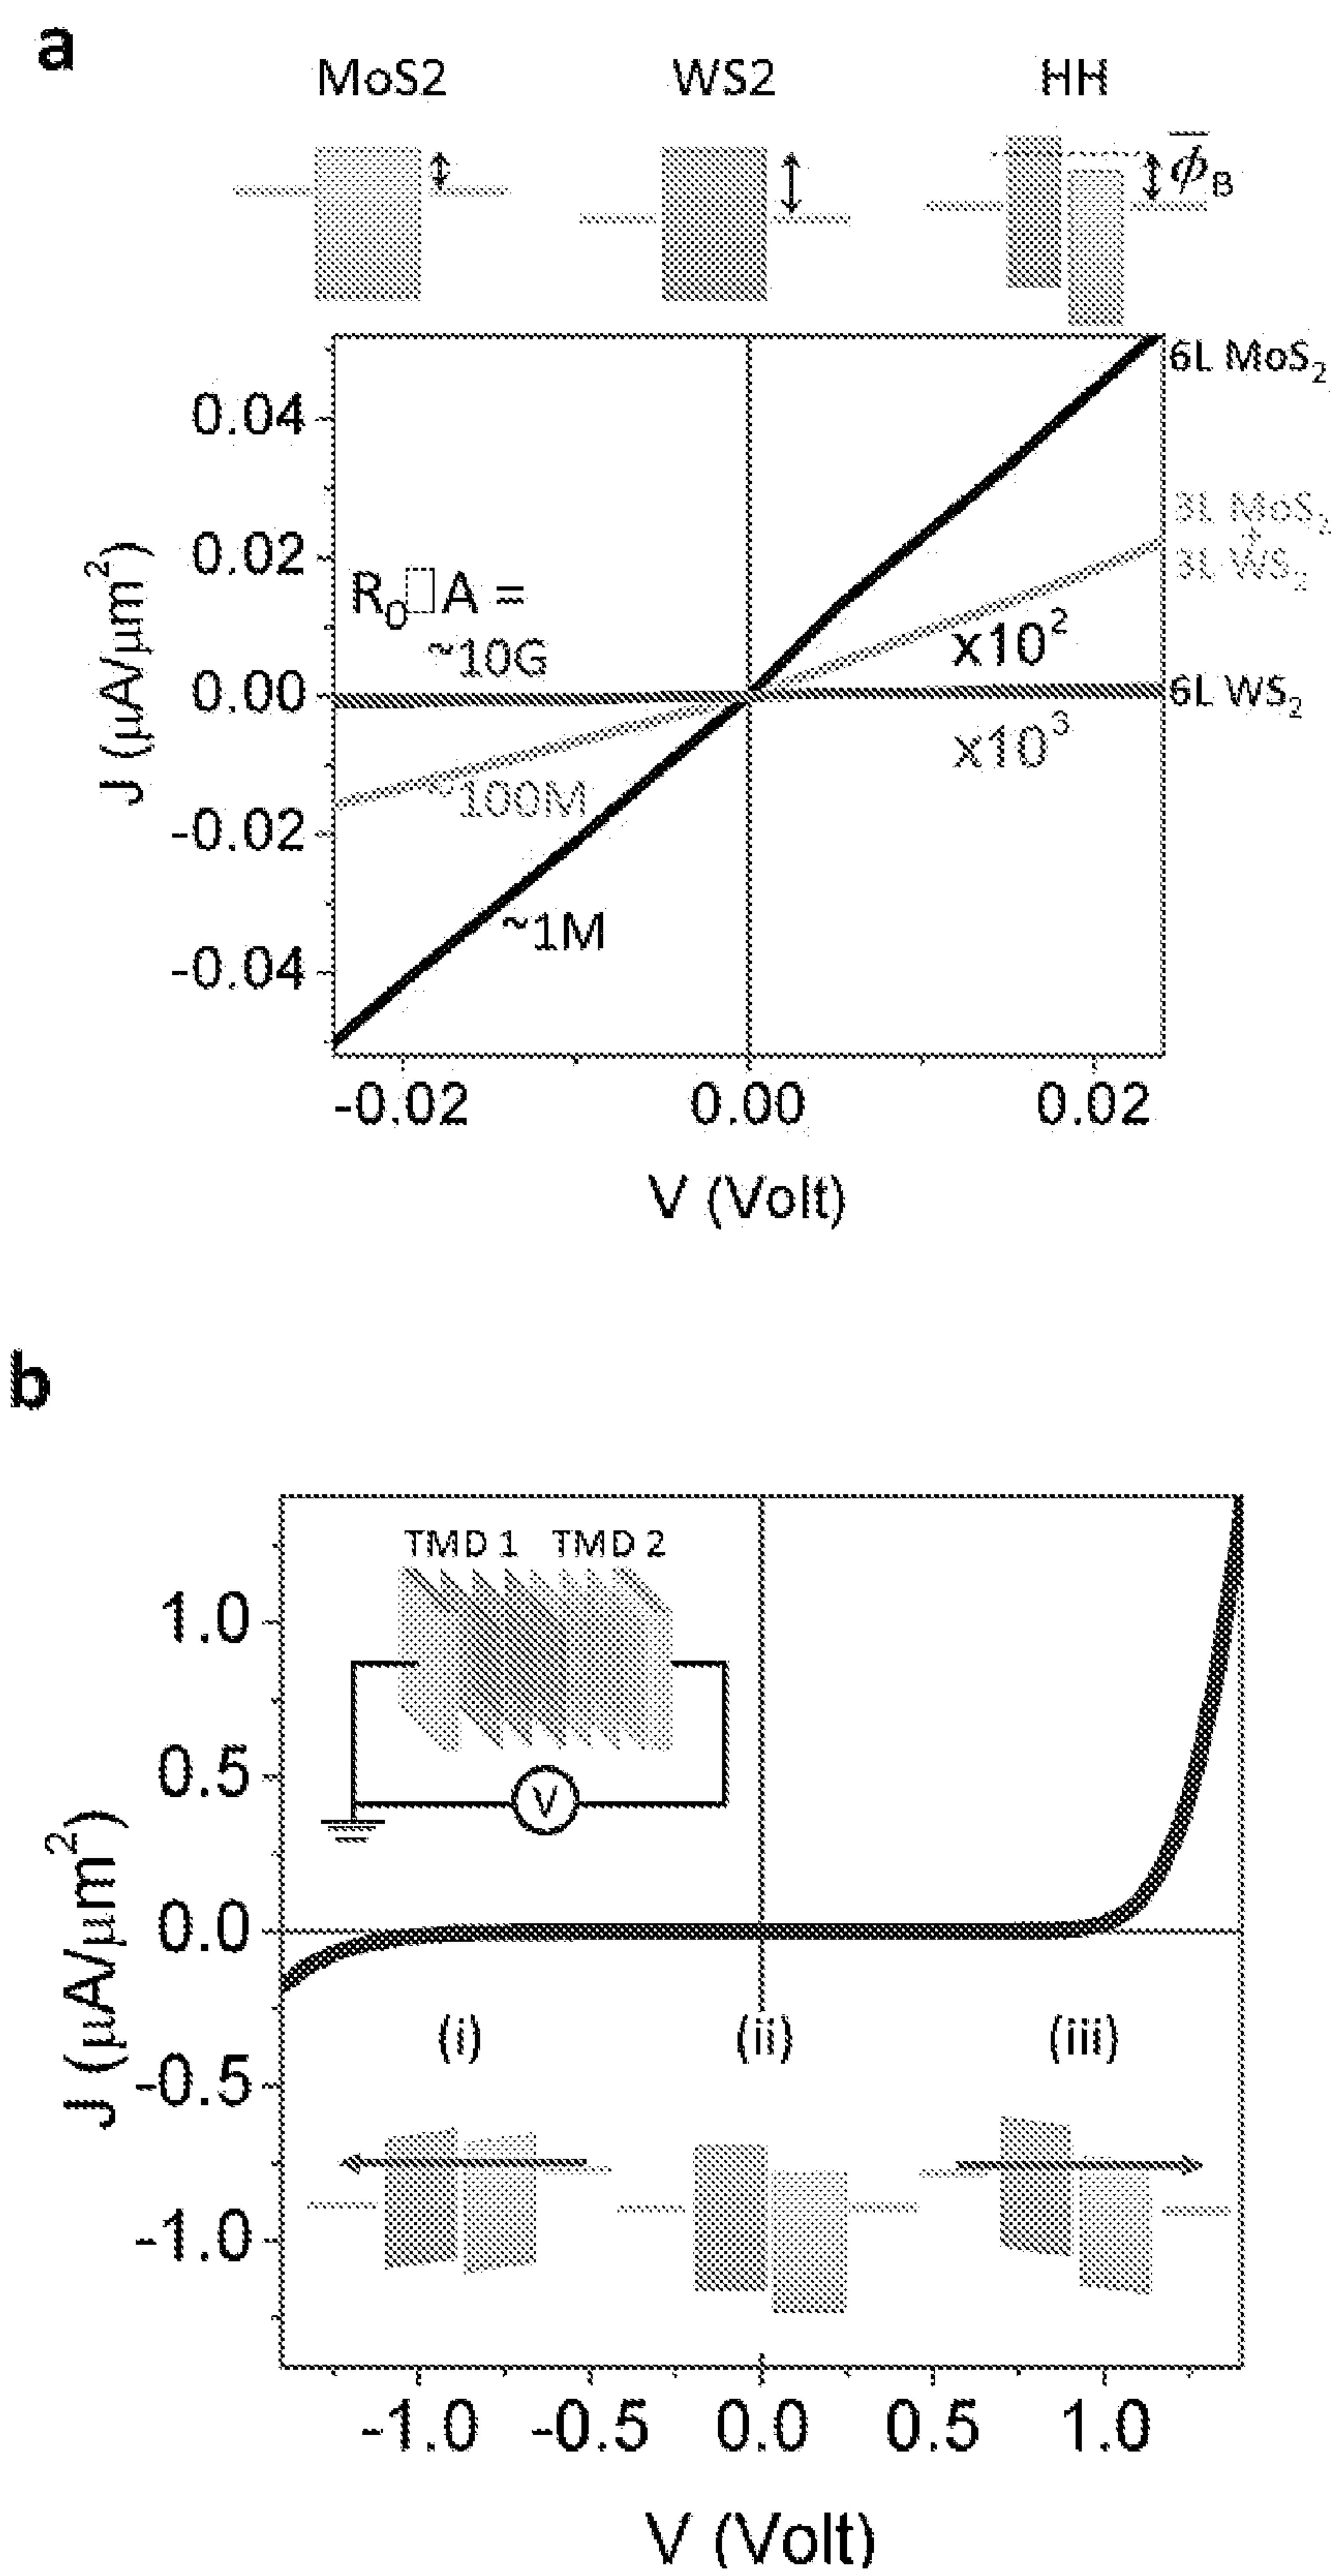 a
MoS2 WS2 HH
ϕ̅B
6L MoS2
0.04
3L MoS2
+
3L WS2
0.02
R0□A =
~10G
x10²
0.00
6L WS2
x10³
~100M
-0.02
~1M
-0.04
J (μA/μm²)
-0.02 0.00 0.02
V (Volt)
b
TMD 1 TMD 2
1.0
0.5
V
0.0
(i) (ii) (iii)
-0.5
-1.0
J (μA/μm²)
-1.0 -0.5 0.0 0.5 1.0
V (Volt)